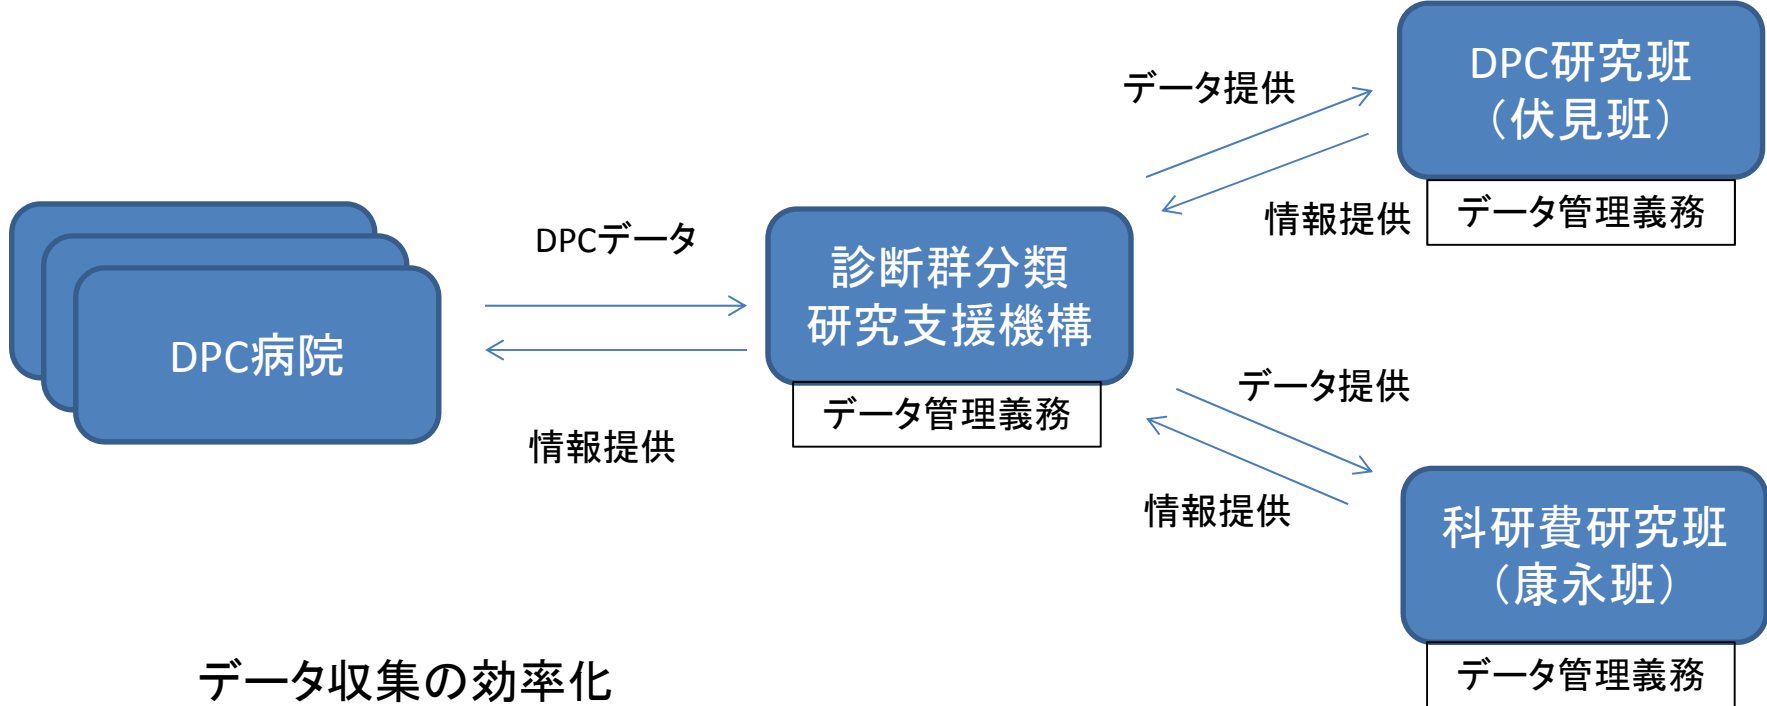 DPC病院
DPCデータ
情報提供
診断群分類
研究支援機構
データ管理義務
データ提供
情報提供
DPC研究班
（伏見班）
データ管理義務
データ提供
情報提供
科研費研究班
（康永班）
データ管理義務
データ収集の効率化